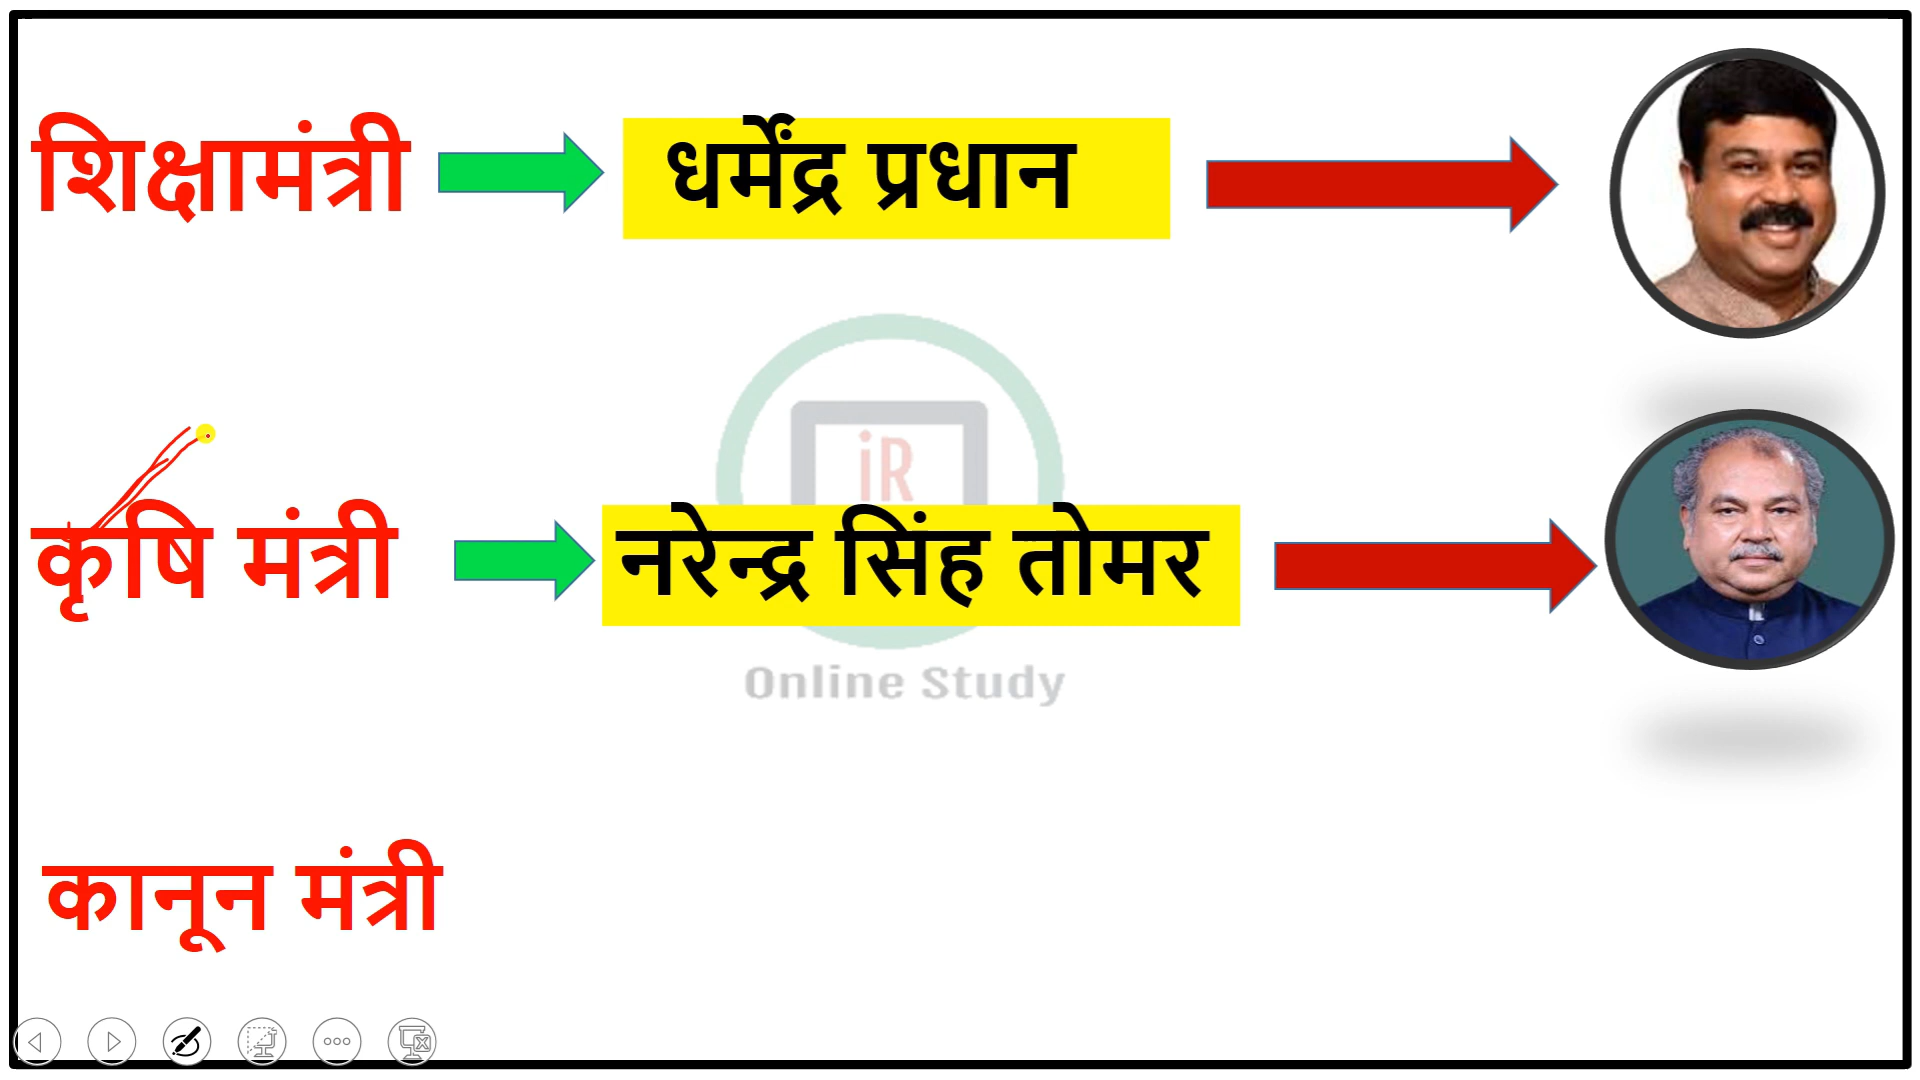 शिक्षामंत्री धर्मेंद्र प्रधान
iR
कृषि मंत्री नरेन्द्र सिंह तोमर
Online Study
कानून मंत्री